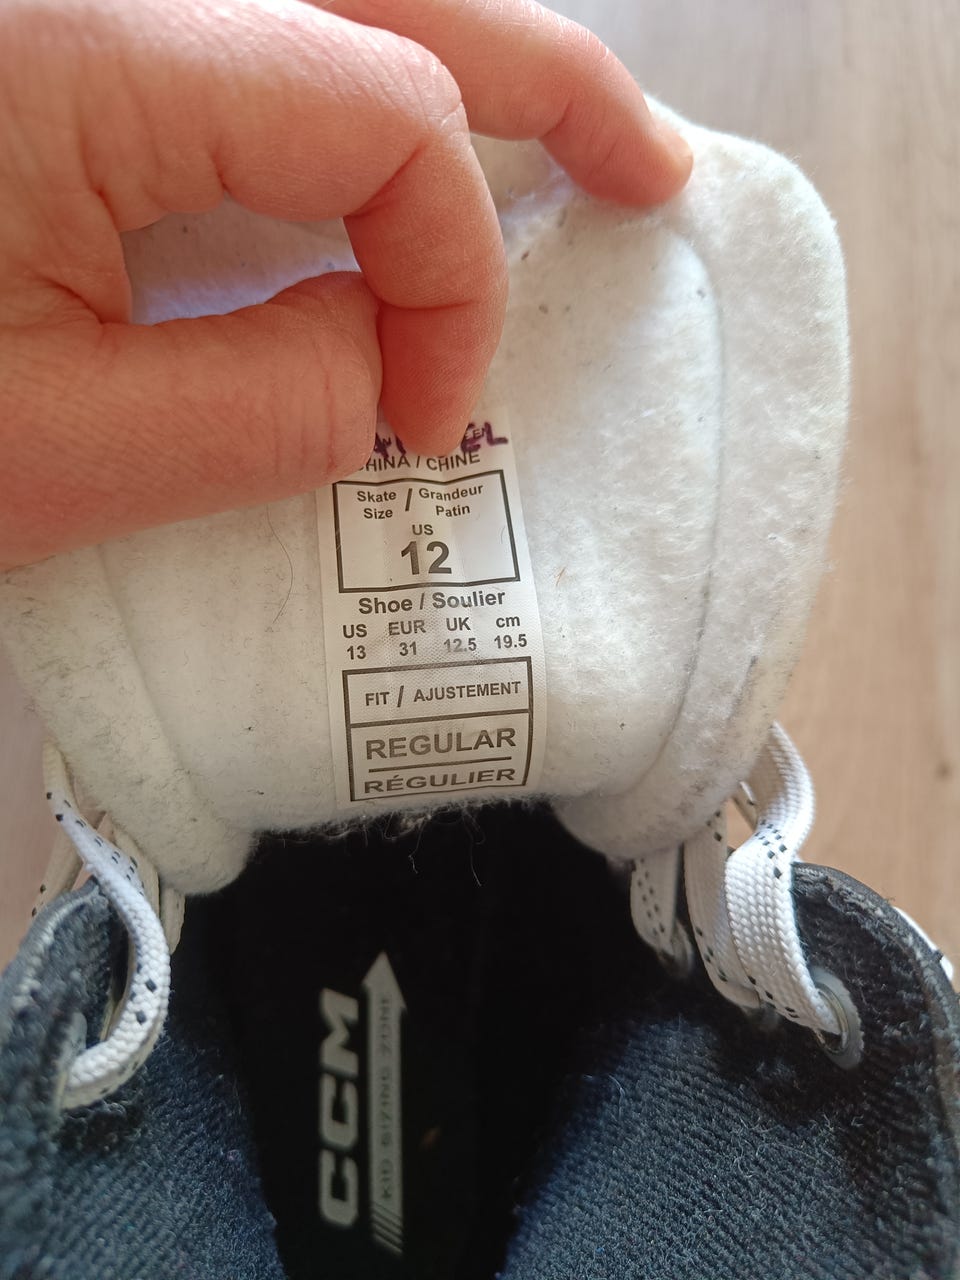 CHINA / CHINE
Skate Size / Grandeur Patin
US
12
Shoe / Soulier
US EUR UK cm
13 31 12.5 19.5
FIT / AJUSTEMENT
REGULAR
RÉGULIER
CCM
KID SIZING ZONE